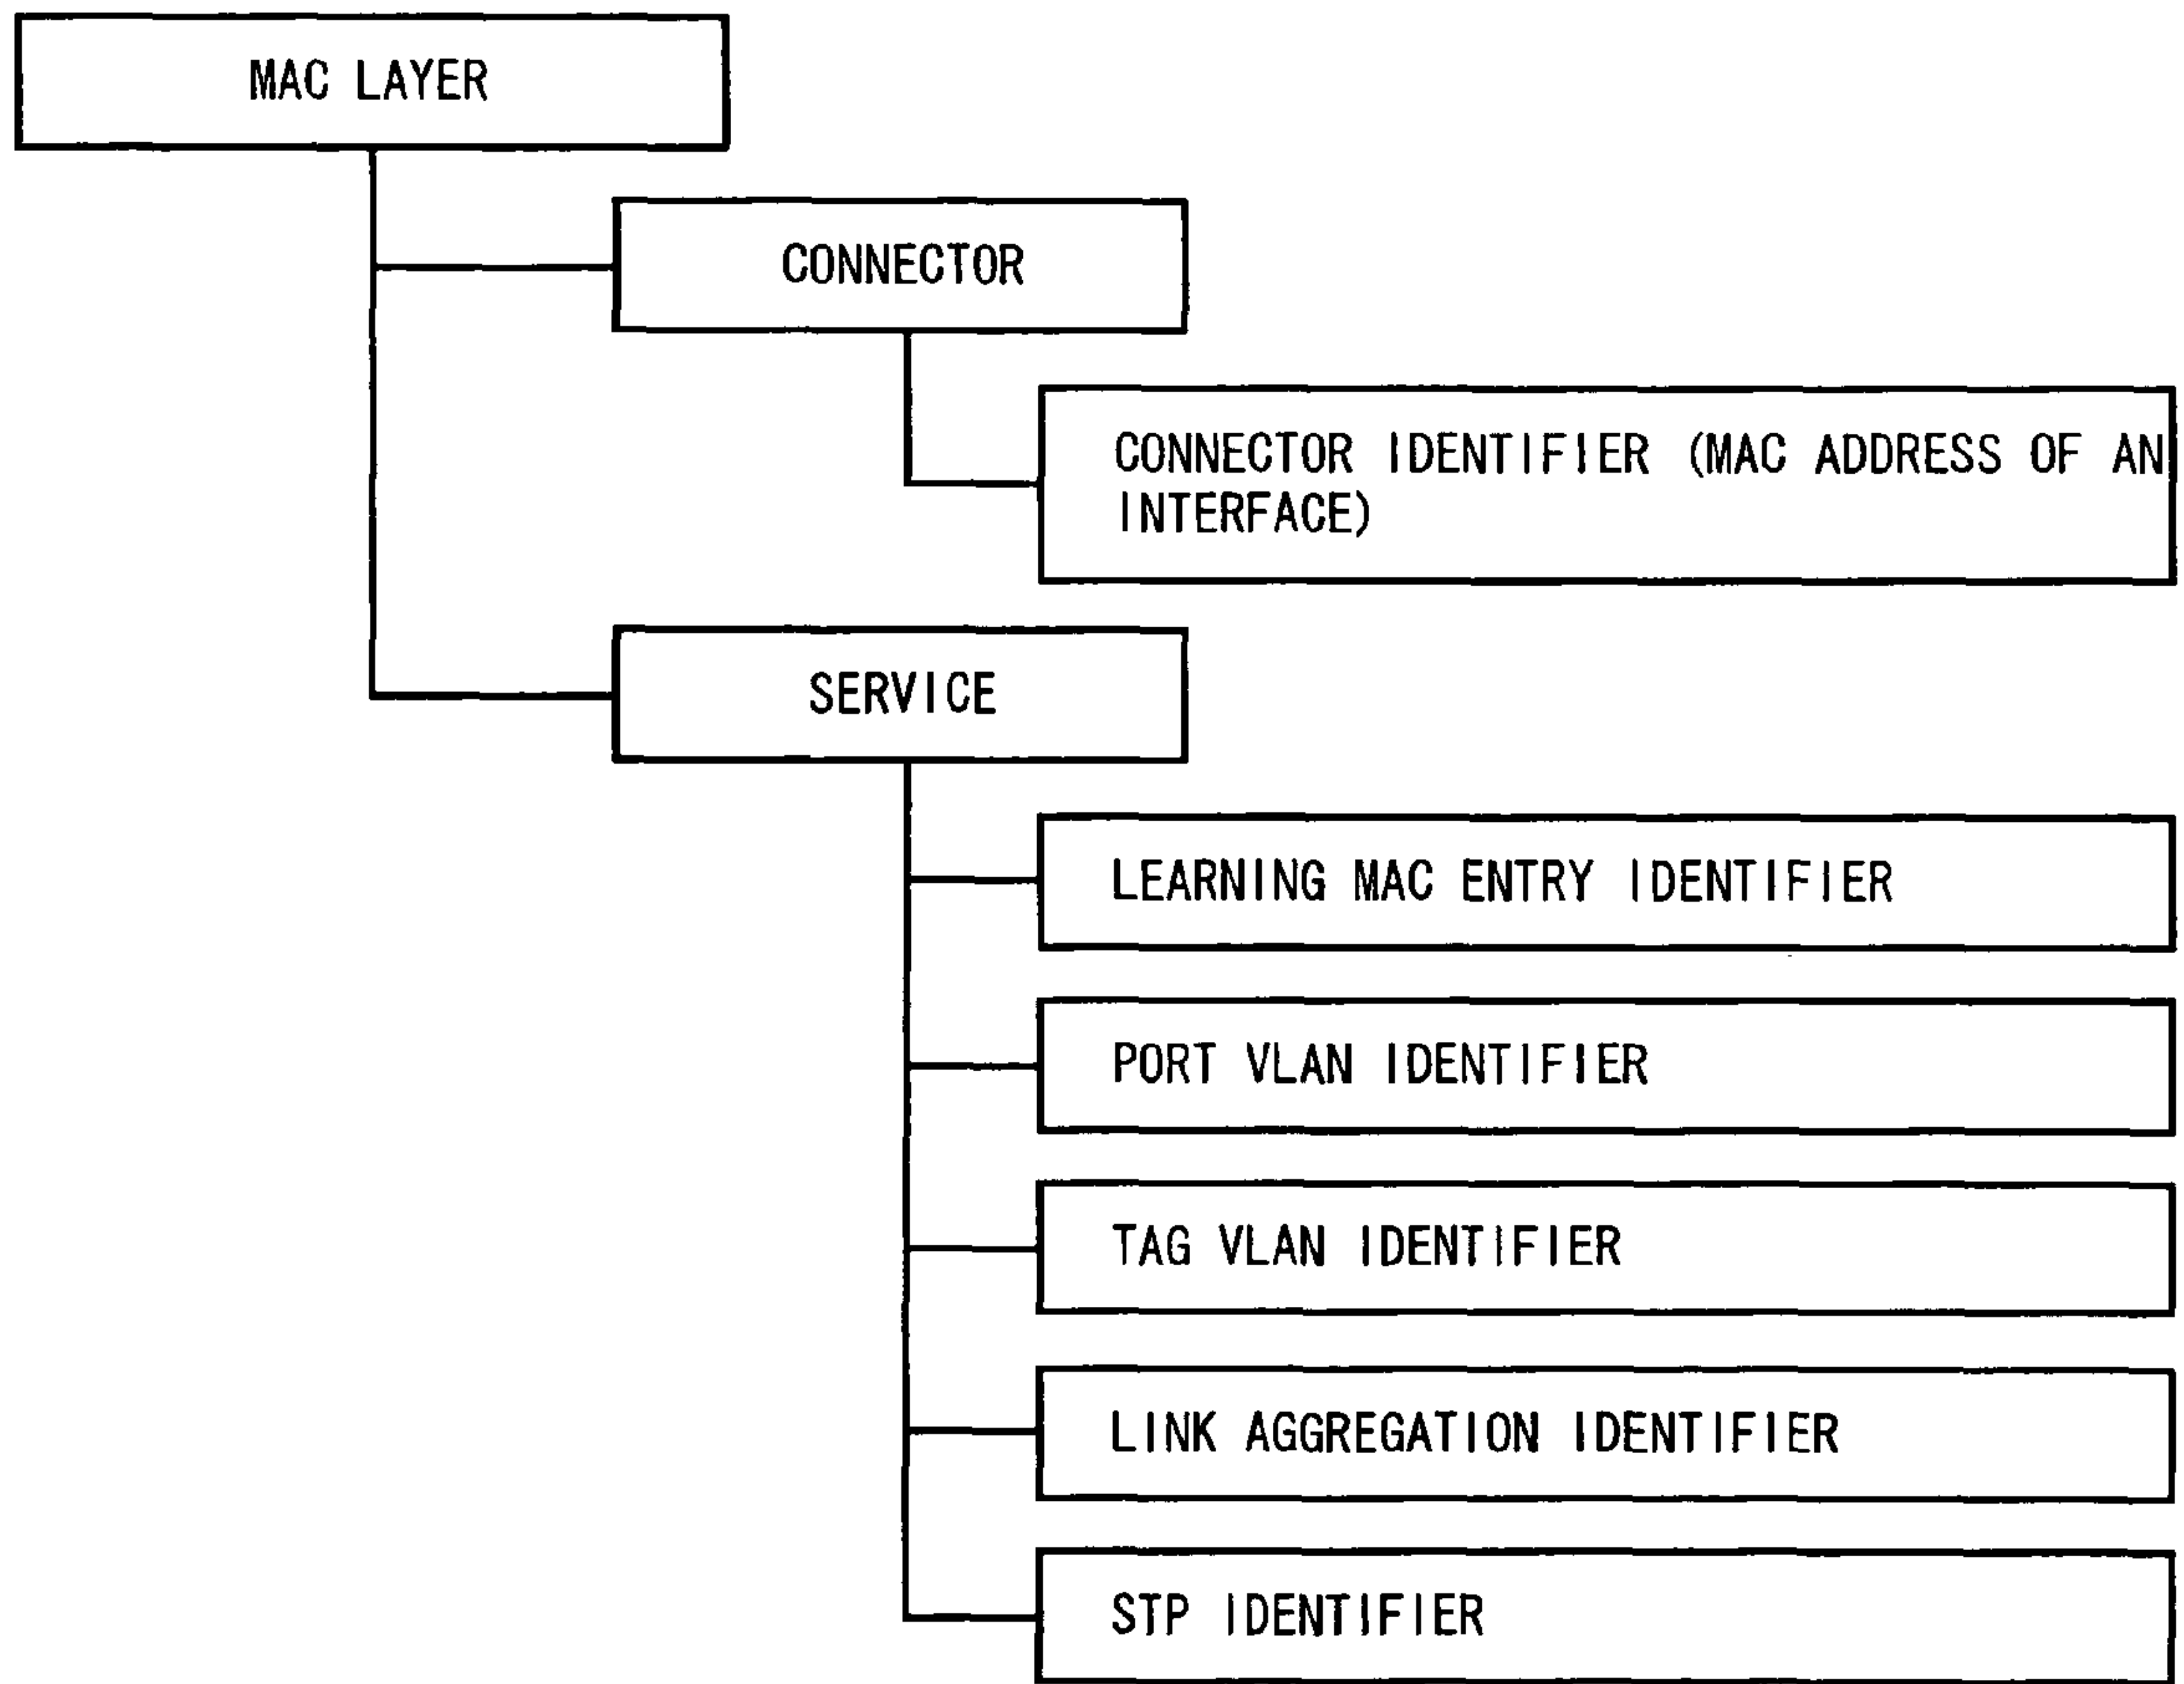 MAC LAYER
CONNECTOR
CONNECTOR IDENTIFIER (MAC ADDRESS OF AN
INTERFACE)
SERVICE
LEARNING MAC ENTRY IDENTIFIER
PORT VLAN IDENTIFIER
TAG VLAN IDENTIFIER
LINK AGGREGATION IDENTIFIER
STP IDENTIFIER